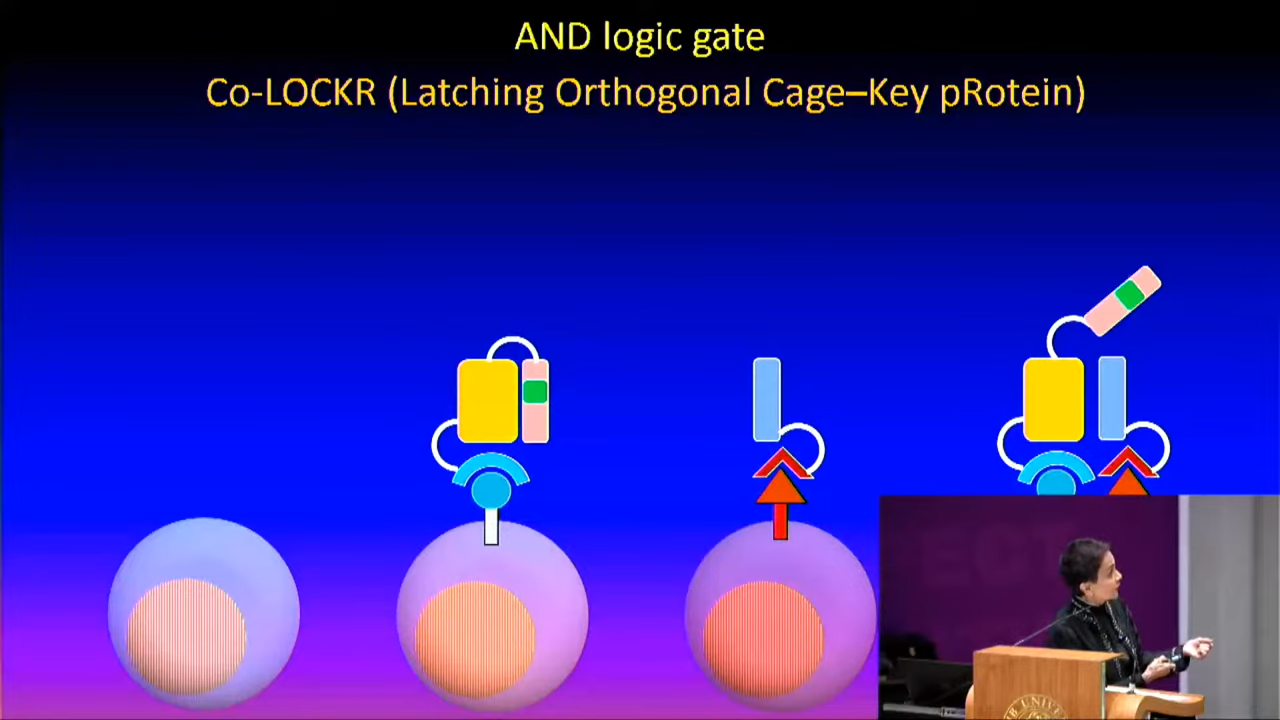 AND logic gate
Co-LOCKR (Latching Orthogonal Cage–Key pRotein)